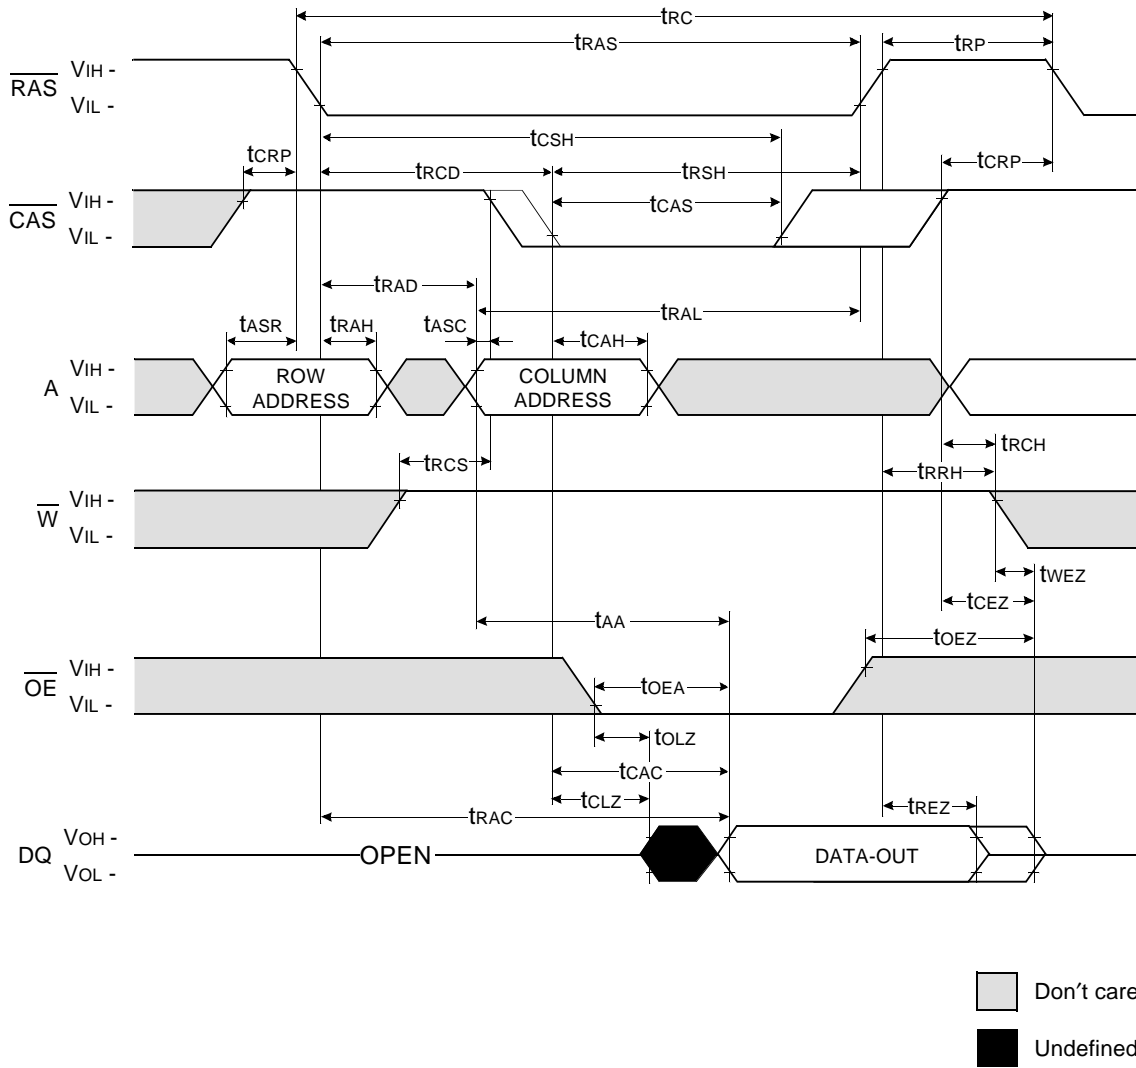 tRC
tRAS
tRP
RAS
VIH -
VIL -
tCSH
tCRP
tRCD
tRSH
tCRP
CAS
VIH -
VIL -
tCAS
tRAD
tRAL
tASR
tRAH
tASC
tCAH
A
VIH -
VIL -
ROW
ADDRESS
COLUMN
ADDRESS
tRCH
tRCS
tRRH
W
VIH -
VIL -
tWEZ
tCEZ
tAA
tOEZ
OE
VIH -
VIL -
tOEA
tOLZ
tCAC
tCLZ
tREZ
tRAC
DQ
VOH -
VOL -
OPEN
DATA-OUT
Don′t care
Undefined